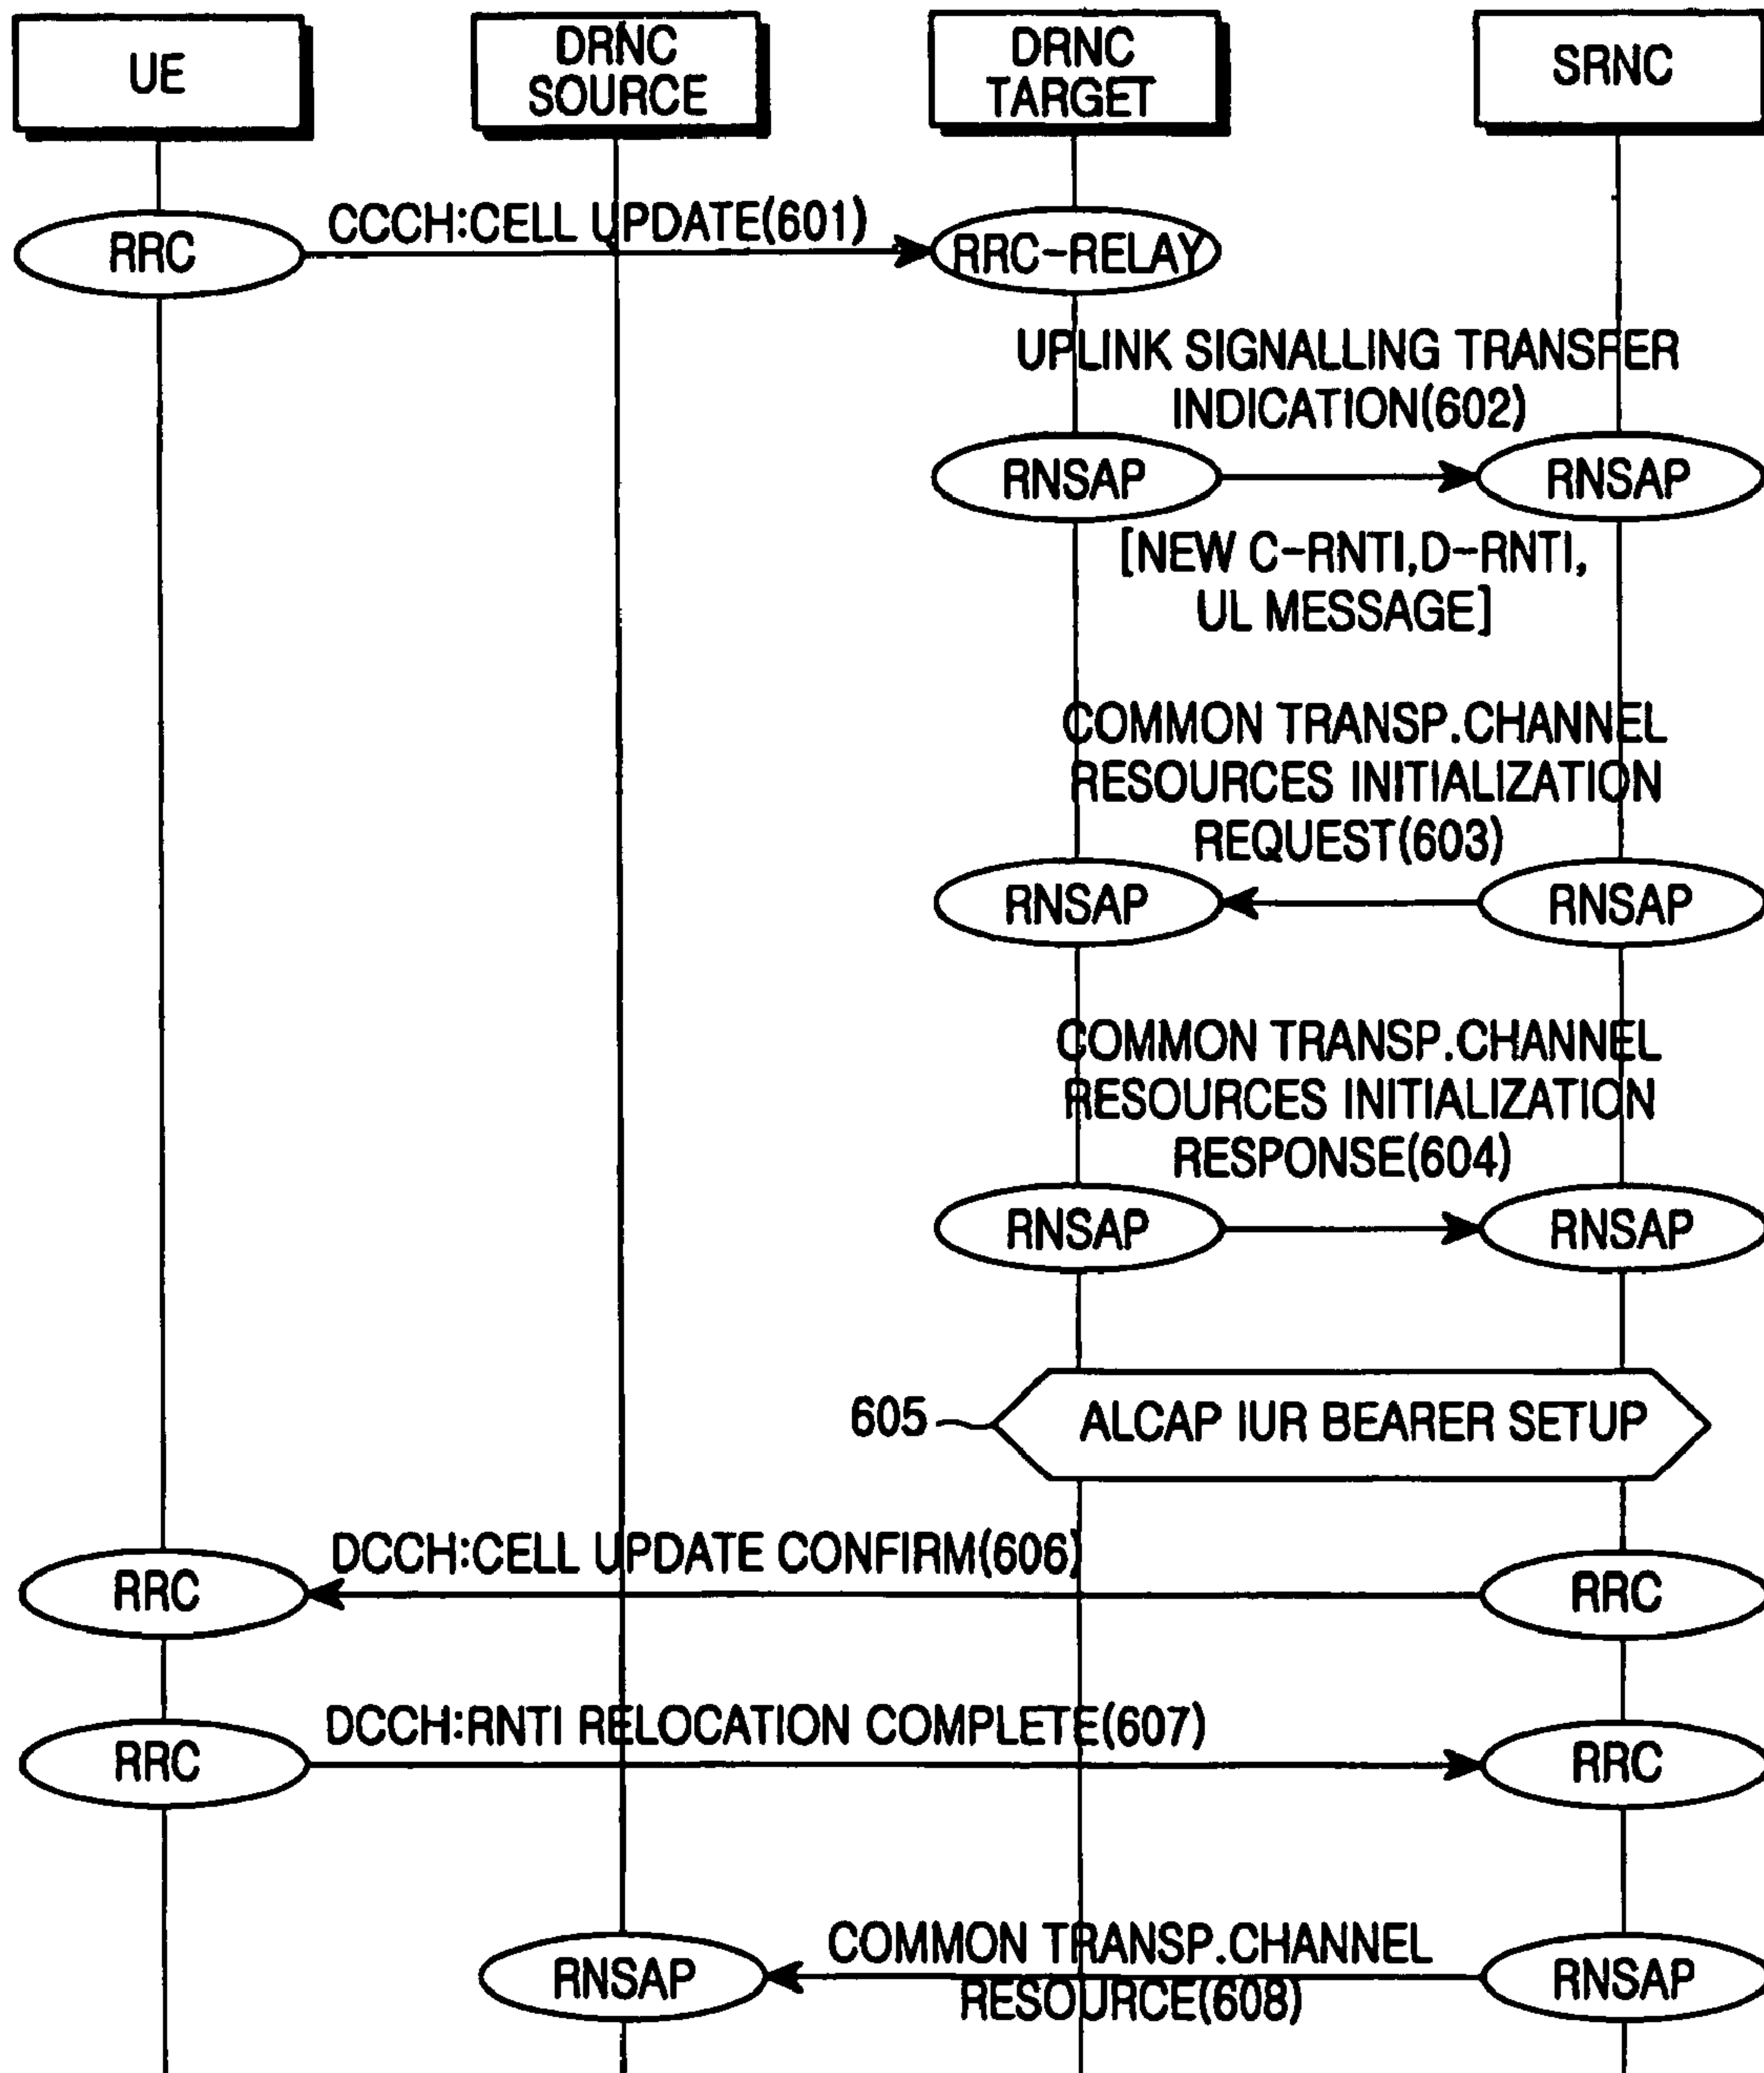 UE
DRNC
SOURCE
DRNC
TARGET
SRNC
RRC
CCCH:CELL UPDATE(601)
RRC-RELAY
UPLINK SIGNALLING TRANSFER
INDICATION(602)
RNSAP
RNSAP
[NEW C-RNTI,D-RNTI,
UL MESSAGE]
COMMON TRANSP.CHANNEL
RESOURCES INITIALIZATION
REQUEST(603)
RNSAP
RNSAP
COMMON TRANSP.CHANNEL
RESOURCES INITIALIZATION
RESPONSE(604)
RNSAP
RNSAP
605
ALCAP IUR BEARER SETUP
DCCH:CELL UPDATE CONFIRM(606)
RRC
RRC
DCCH:RNTI RELOCATION COMPLETE(607)
RRC
RRC
RNSAP
COMMON TRANSP.CHANNEL
RESOURCE(608)
RNSAP